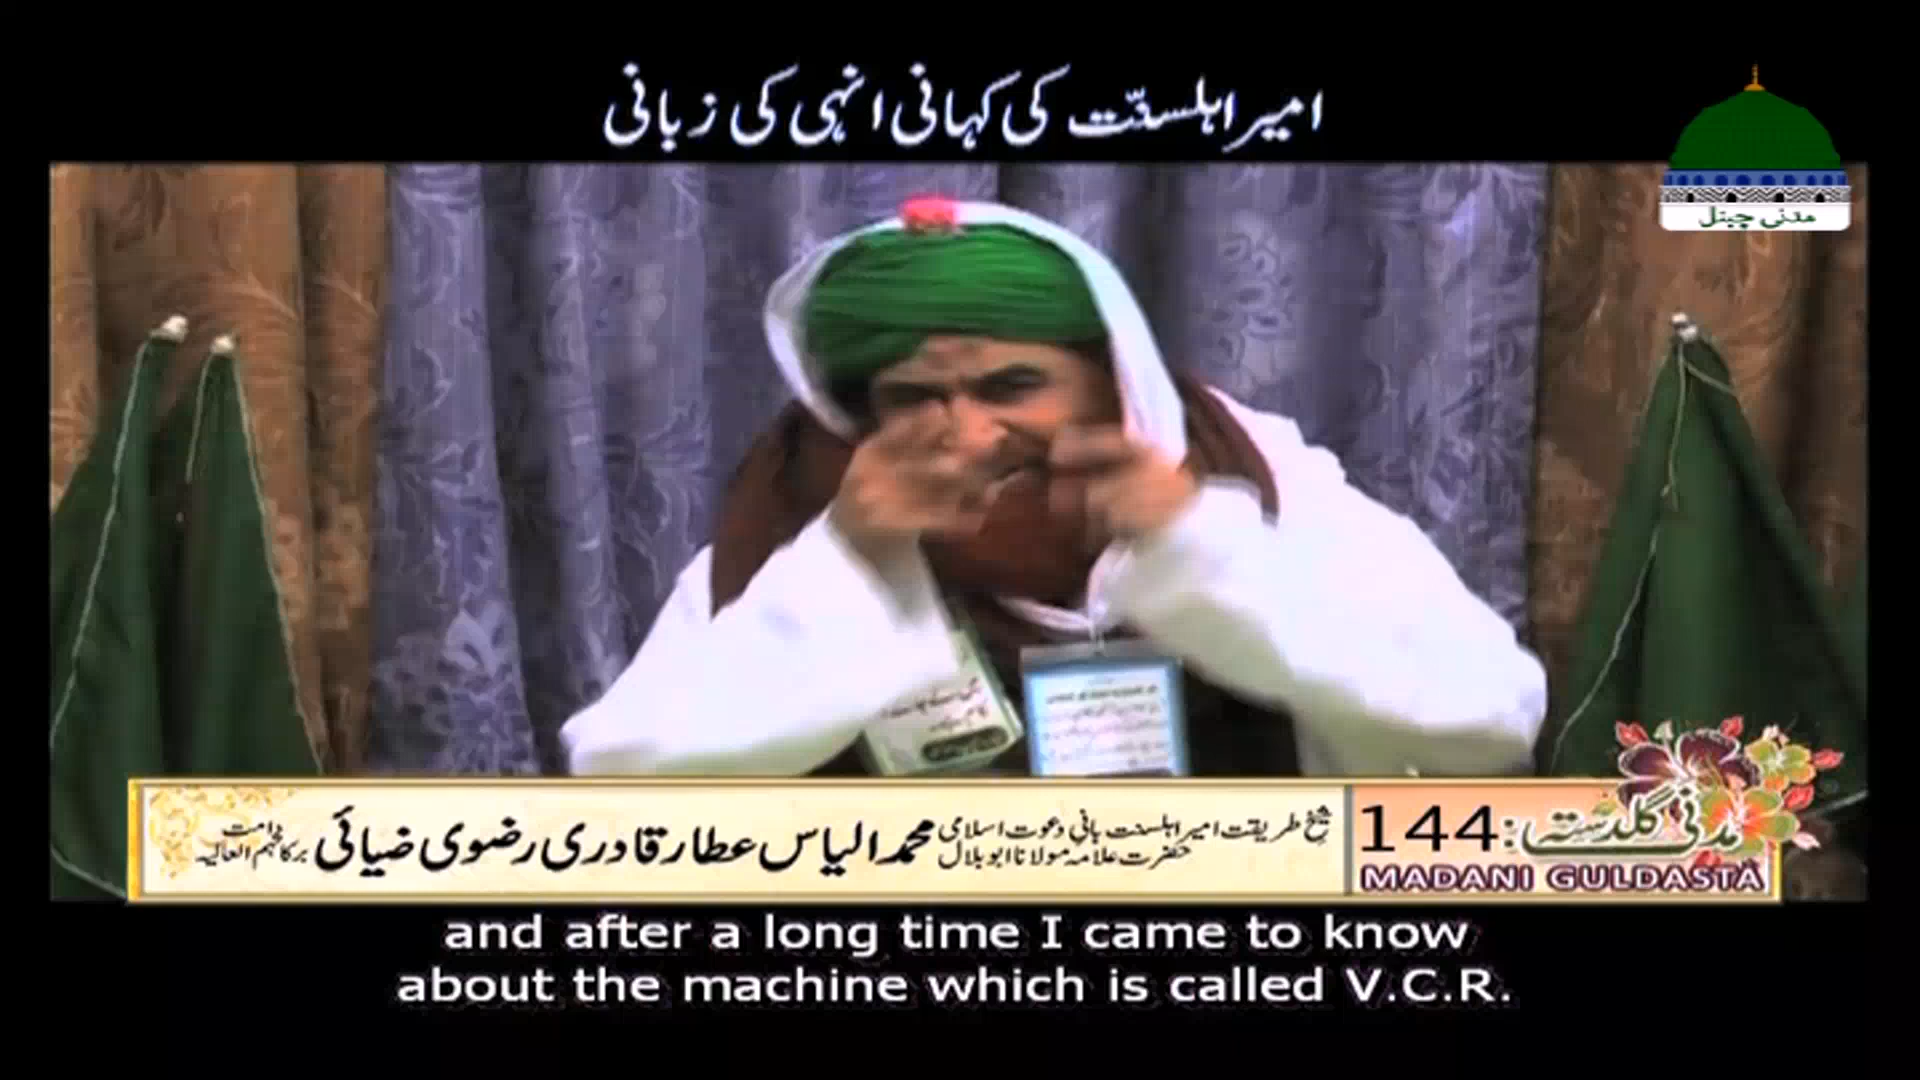 امیر اہلسنّت کی کہانی انہی کی زبانی
مدنی چینل
شیخ طریقت امیر اہلسنت بانی دعوت اسلامی
حضرت علامہ مولانا ابو بلال
محمد الیاس عطار قادری رضوی ضیائی
دامت برکاتہم العالیہ
مدنی گلدستہ: 144
MADANI GULDASTA
and after a long time I came to know
about the machine which is called V.C.R.